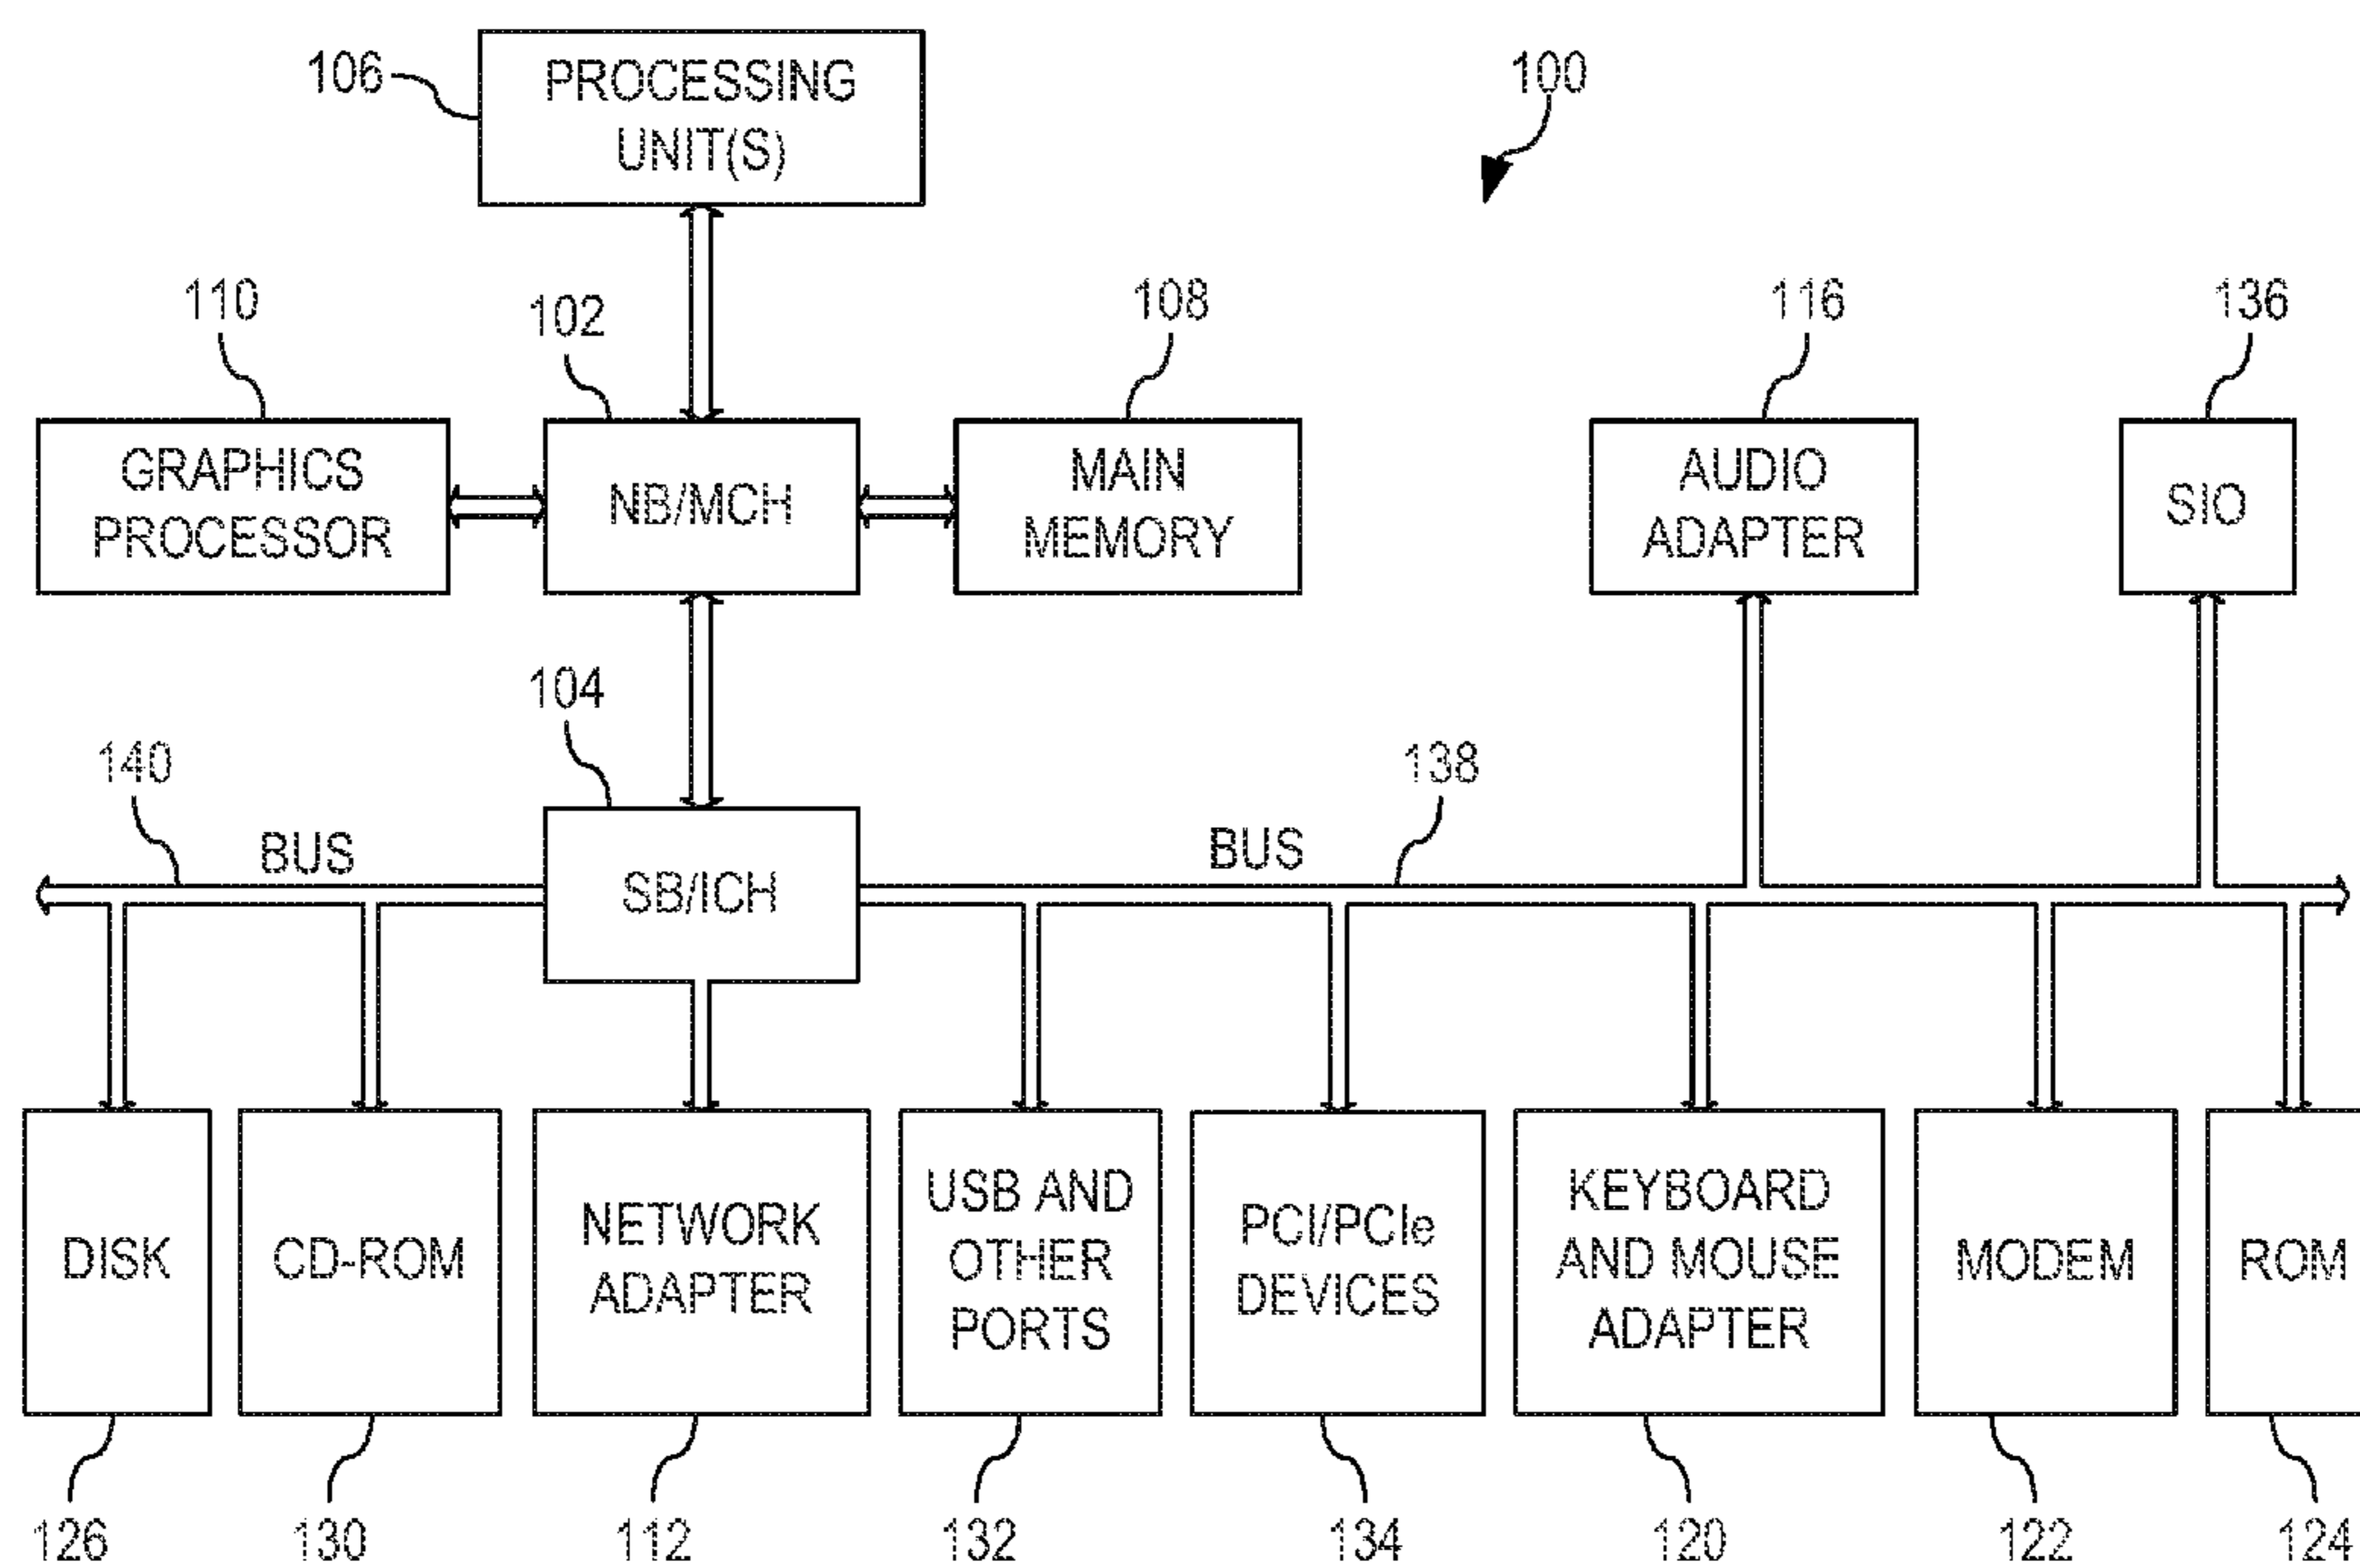 106
PROCESSING
UNIT(S)
100
110
102
108
116
136
GRAPHICS
PROCESSOR
NB/MCH
MAIN
MEMORY
AUDIO
ADAPTER
SIO
104
140
138
BUS
BUS
SB/ICH
DISK
CD-ROM
NETWORK
ADAPTER
USB AND
OTHER
PORTS
PCI/PCIe
DEVICES
KEYBOARD
AND MOUSE
ADAPTER
MODEM
ROM
126
130
112
132
134
120
122
124